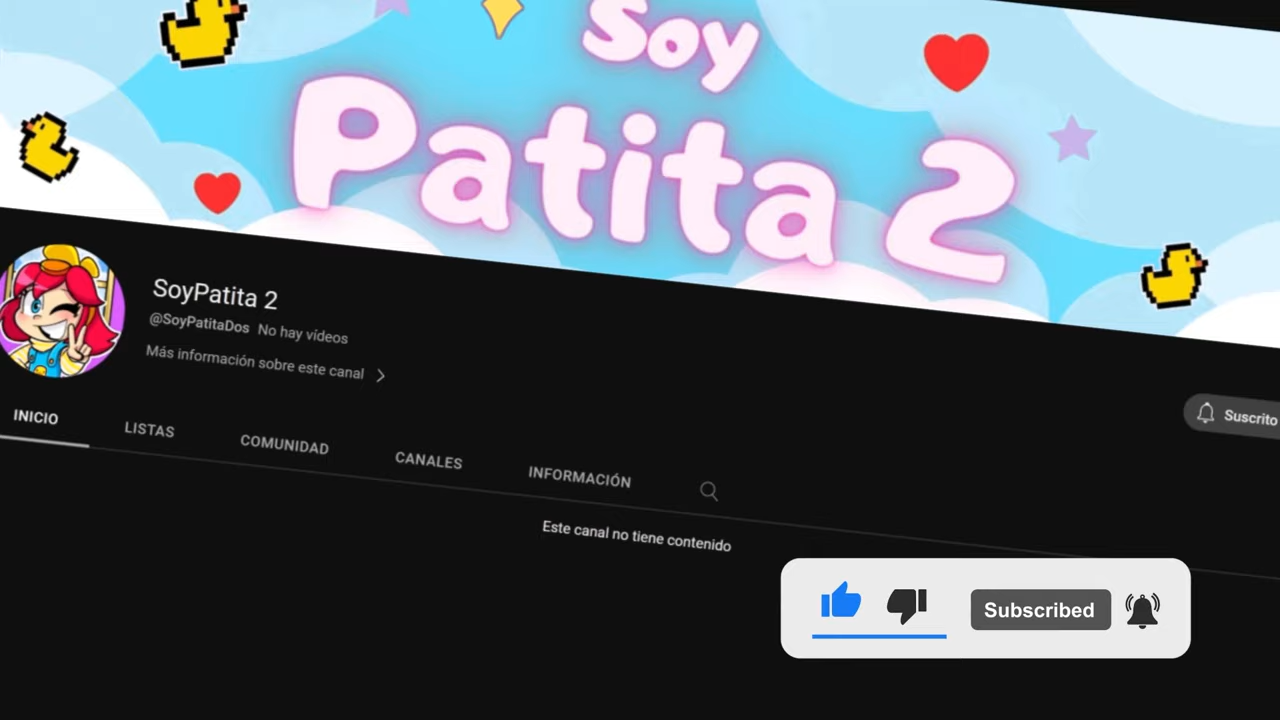 Soy
Patita 2
SoyPatita 2
@SoyPatitaDos No hay vídeos
Más información sobre este canal
INICIO LISTAS COMUNIDAD CANALES INFORMACIÓN
Suscrito
Este canal no tiene contenido
Subscribed